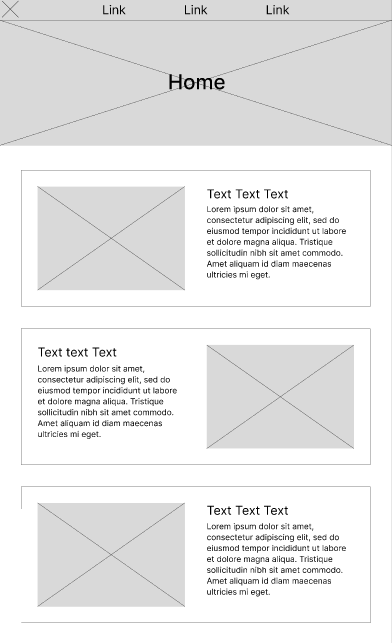 Link Link Link
Home
Text Text Text
Lorem ipsum dolor sit amet,
consectetur adipiscing elit, sed do
eiusmod tempor incididunt ut labore
et dolore magna aliqua. Tristique
sollicitudin nibh sit amet commodo.
Amet aliquam id diam maecenas
ultricies mi eget.
Text text Text
Lorem ipsum dolor sit amet,
consectetur adipiscing elit, sed do
eiusmod tempor incididunt ut labore
et dolore magna aliqua. Tristique
sollicitudin nibh sit amet commodo.
Amet aliquam id diam maecenas
ultricies mi eget.
Text Text Text
Lorem ipsum dolor sit amet,
consectetur adipiscing elit, sed do
eiusmod tempor incididunt ut labore
et dolore magna aliqua. Tristique
sollicitudin nibh sit amet commodo.
Amet aliquam id diam maecenas
ultricies mi eget.